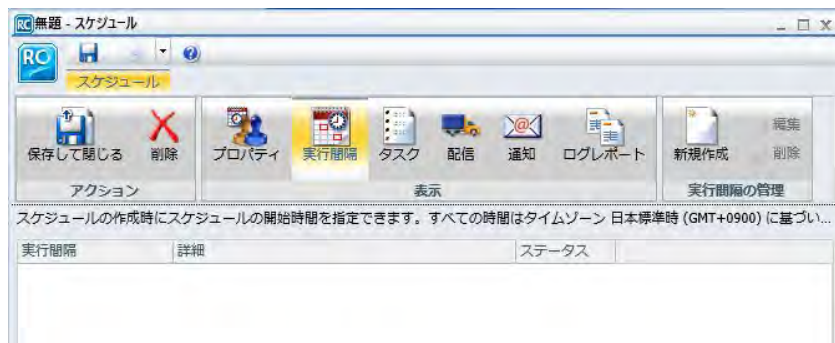 RC 無題 - スケジュール
RC
スケジュール
保存して閉じる 削除 プロパティ 実行間隔 タスク 配信 通知 ログレポート 新規作成 編集
削除
アクション 表示 実行間隔の管理
スケジュールの作成時にスケジュールの開始時間を指定できます。すべての時間はタイムゾーン 日本標準時 (GMT+0900) に基づい...
実行間隔 詳細 ステータス